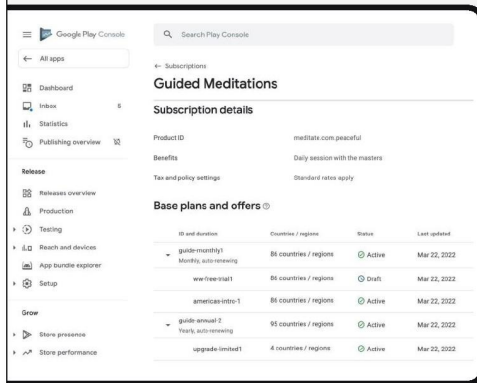 Google Play Console
Search Play Console
All apps
Dashboard
Inbox 5
Statistics
Publishing overview
Release
Releases overview
Production
Testing
Reach and devices
App bundle explorer
Setup
Grow
Store presence
Store performance
Subscriptions
Guided Meditations
Subscription details
Product ID meditate.com.peaceful
Benefits Daily session with the masters
Tax and policy settings Standard rates apply
Base plans and offers
ID and duration Countries / regions Status Last updated
guide-monthly1 86 countries / regions Active Mar 22, 2022
Monthly, auto-renewing
ww-free-trial1 86 countries / regions Draft Mar 22, 2022
americas-intro-1 86 countries / regions Active Mar 22, 2022
guide-annual-2 95 countries / regions Active Mar 22, 2022
Yearly, auto-renewing
upgrade-limited1 4 countries / regions Active Mar 22, 2022